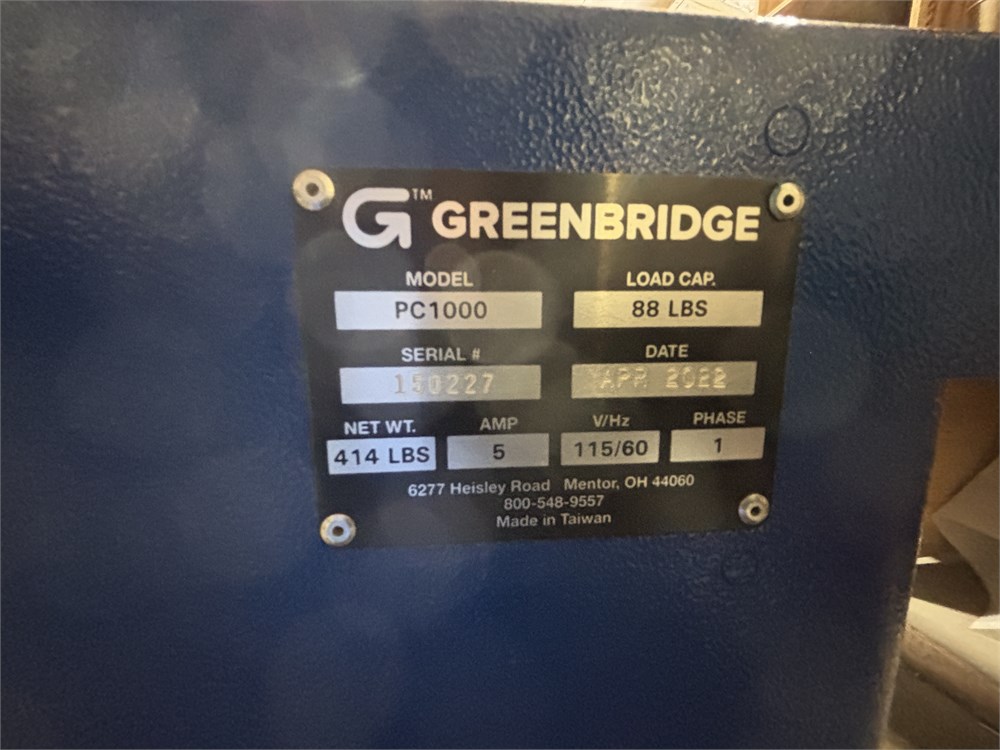 G™ GREENBRIDGE
MODEL LOAD CAP.
PC1000 88 LBS
SERIAL # DATE
150227 APR 2022
NET WT. AMP V/Hz PHASE
414 LBS 5 115/60 1
6277 Heisley Road Mentor, OH 44060
800-548-9557
Made in Taiwan